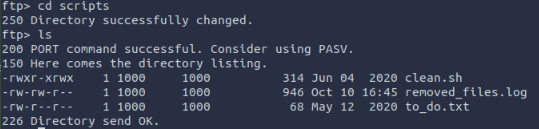 ftp> cd scripts
250 Directory successfully changed.
ftp> ls
200 PORT command successful. Consider using PASV.
150 Here comes the directory listing.
-rwxr-xrwx    1 1000     1000          314 Jun 04  2020 clean.sh
-rw-rw-r--    1 1000     1000          946 Oct 10 16:45 removed_files.log
-rw-r--r--    1 1000     1000           68 May 12  2020 to_do.txt
226 Directory send OK.